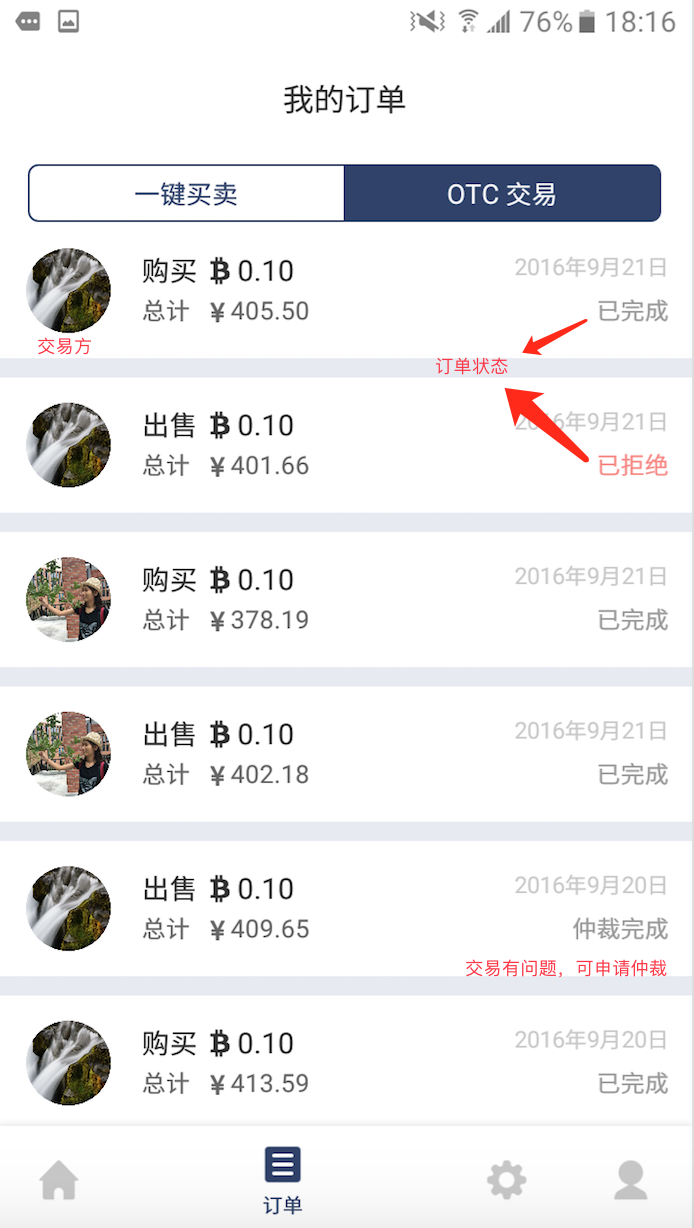 76% 18:16
我的订单
一键买卖 OTC 交易
购买 ₿ 0.10 2016年9月21日
总计 ¥ 405.50 已完成
交易方
订单状态
出售 ₿ 0.10 2016年9月21日
总计 ¥ 401.66 已拒绝
购买 ₿ 0.10 2016年9月21日
总计 ¥ 378.19 已完成
出售 ₿ 0.10 2016年9月21日
总计 ¥ 402.18 已完成
出售 ₿ 0.10 2016年9月20日
总计 ¥ 409.65 仲裁完成
交易有问题，可申请仲裁
购买 ₿ 0.10 2016年9月20日
总计 ¥ 413.59 已完成
订单